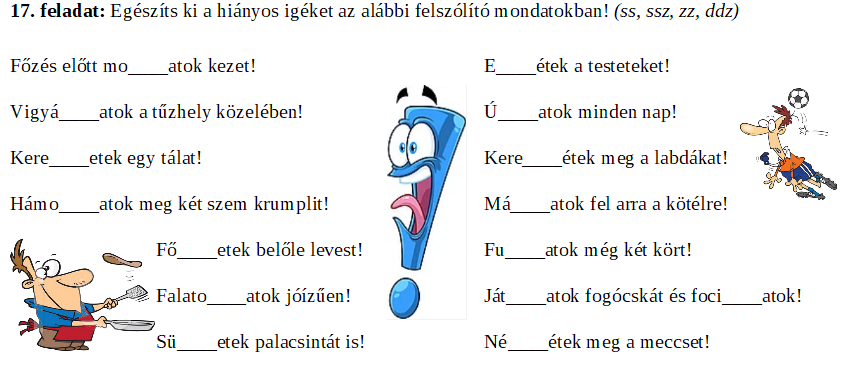 17. feladat: Egészíts ki a hiányos igéket az alábbi felszólító mondatokban! (ss, ssz, zz, ddz)
Főzés előtt mo____atok kezet!
Vigyá____atok a tűzhely közelében!
Kere____etek egy tálat!
Hámo____atok meg két szem krumplit!
Fő____etek belőle levest!
Falato____atok jóízűen!
Sü____etek palacsintát is!
E____étek a testeteket!
Ú____atok minden nap!
Kere____étek meg a labdákat!
Má____atok fel arra a kötélre!
Fu____atok még két kört!
Ját____atok fogócskát és foci____atok!
Né____étek meg a meccset!